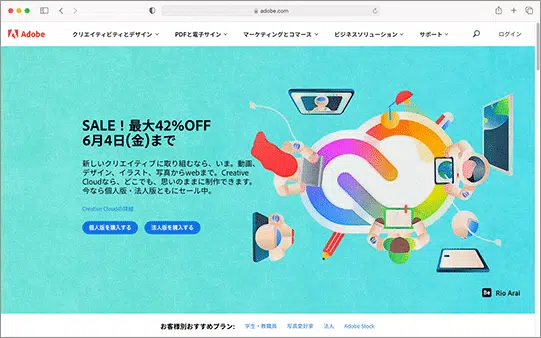 adobe.com
Adobe
クリエイティビティとデザイン
PDFと電子サイン
マーケティングとコマース
ビジネスソリューション
サポート
ログイン
SALE！最大42%OFF
6月4日(金)まで
新しいクリエイティブに取り組むなら、いま。動画、
デザイン、イラスト、写真からwebまで。Creative
Cloudなら、どこでも、思いのままに制作できます。
今なら個人版・法人版ともにセール中。
Creative Cloudの詳細
個人版を購入する
法人版を購入する
Bē Rio Arai
お客様別おすすめプラン:
学生・教職員
写真愛好家
法人
Adobe Stock